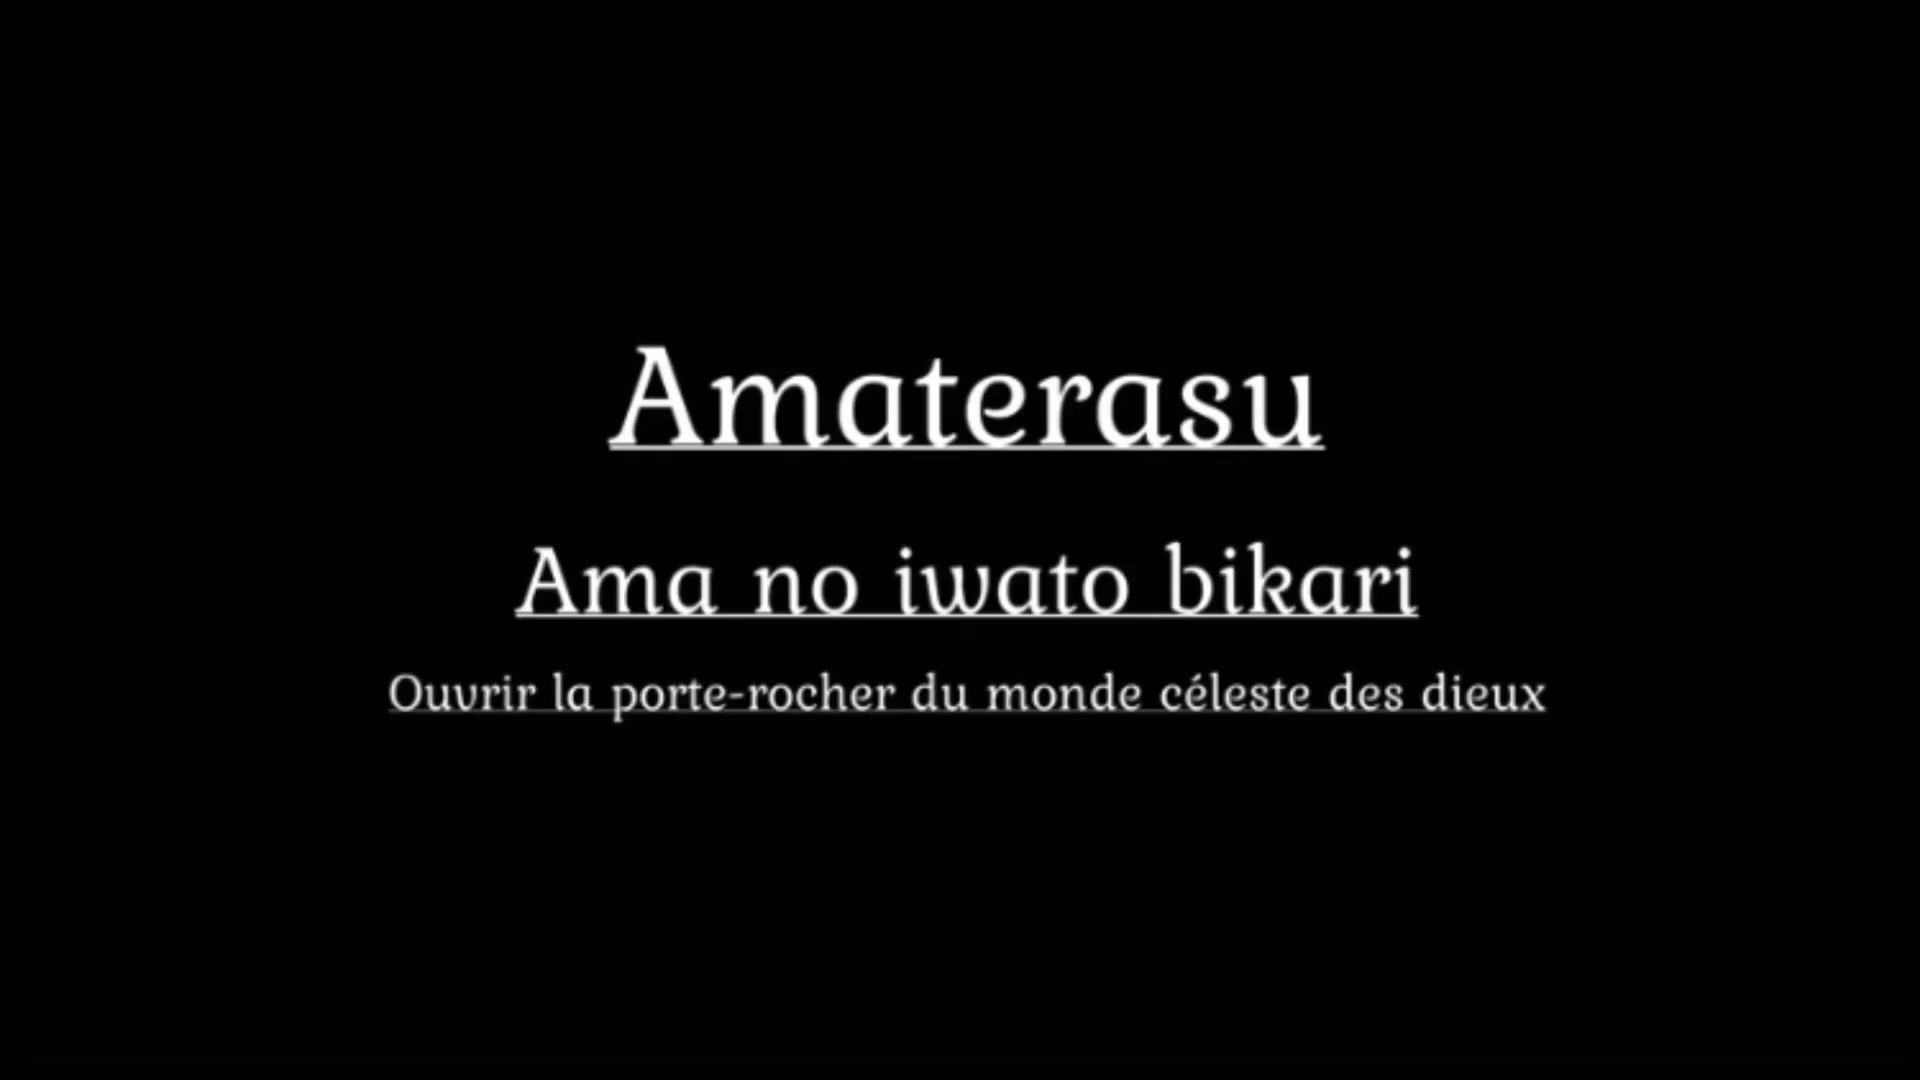 Amaterasu
Ama no iwato bikari
Ouvrir la porte-rocher du monde céleste des dieux